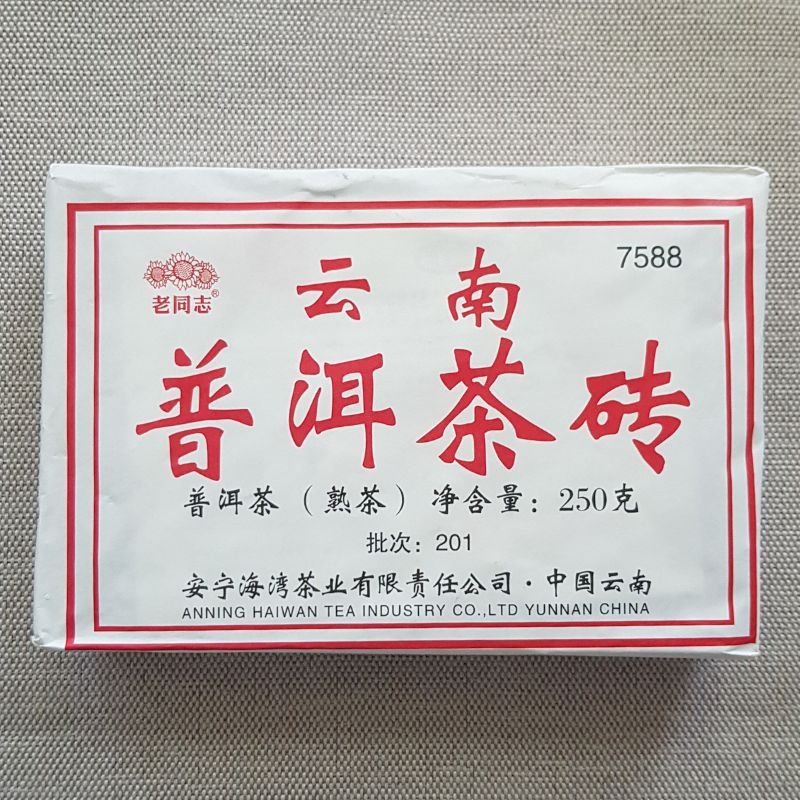 云南
7588
老同志®
普洱茶砖
普洱茶（熟茶）净含量：250克
批次：201
安宁海湾茶业有限责任公司·中国云南
ANNING HAIWAN TEA INDUSTRY CO.,LTD YUNNAN CHINA